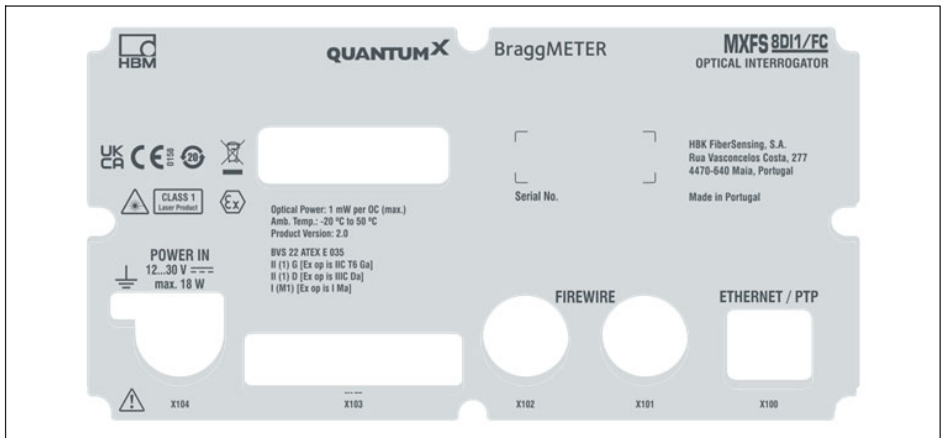 HBM
QUANTUMX
BraggMETER
MXFS 8DI1/FC
OPTICAL INTERROGATOR
UK
CA
CE 0158
20
HBK FiberSensing, S.A.
Rua Vasconcelos Costa, 277
4470-640 Maia, Portugal
Made in Portugal
Serial No.
CLASS 1
Laser Product
Ex
Optical Power: 1 mW per OC (max.)
Amb. Temp.: -20 ºC to 50 ºC
Product Version: 2.0
BVS 22 ATEX E 035
II (1) G [Ex op is IIC T6 Ga]
II (1) D [Ex op is IIIC Da]
I (M1) [Ex op is I Ma]
POWER IN
12...30 V
max. 18 W
FIREWIRE
ETHERNET / PTP
X104
X103
X102
X101
X100